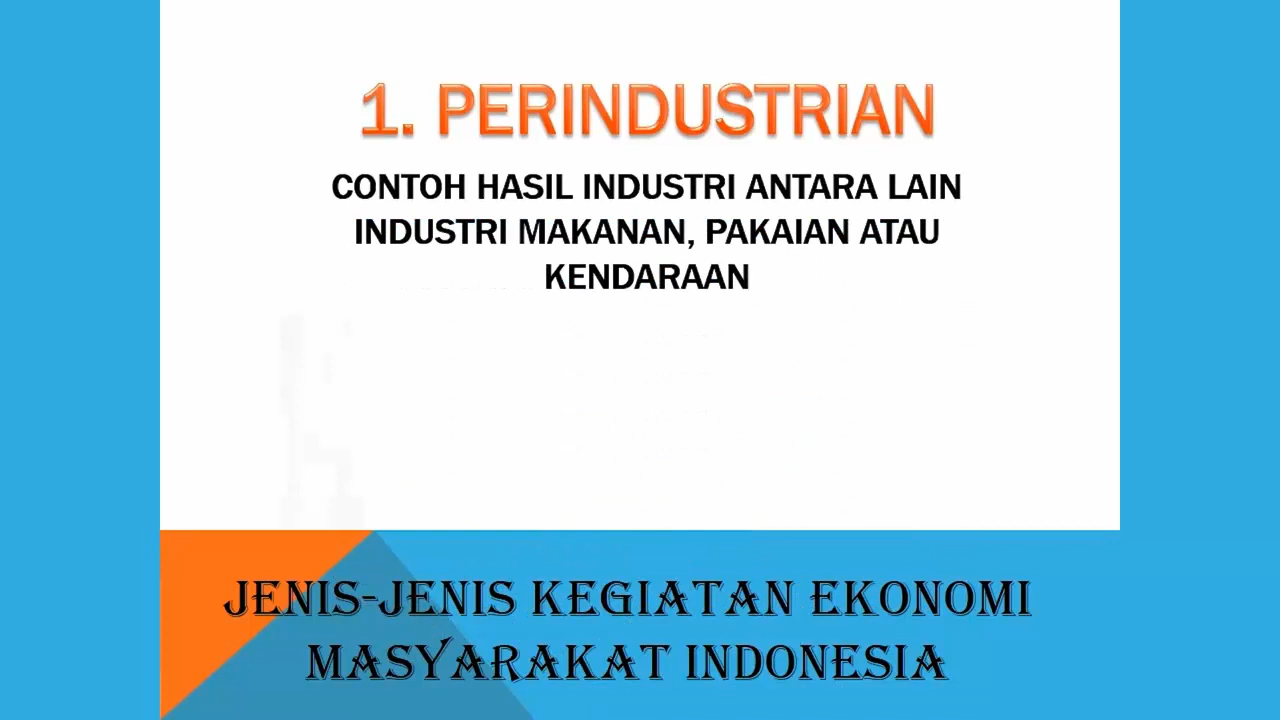 1. PERINDUSTRIAN
CONTOH HASIL INDUSTRI ANTARA LAIN
INDUSTRI MAKANAN, PAKAIAN ATAU
KENDARAAN
JENIS-JENIS KEGIATAN EKONOMI
MASYARAKAT INDONESIA